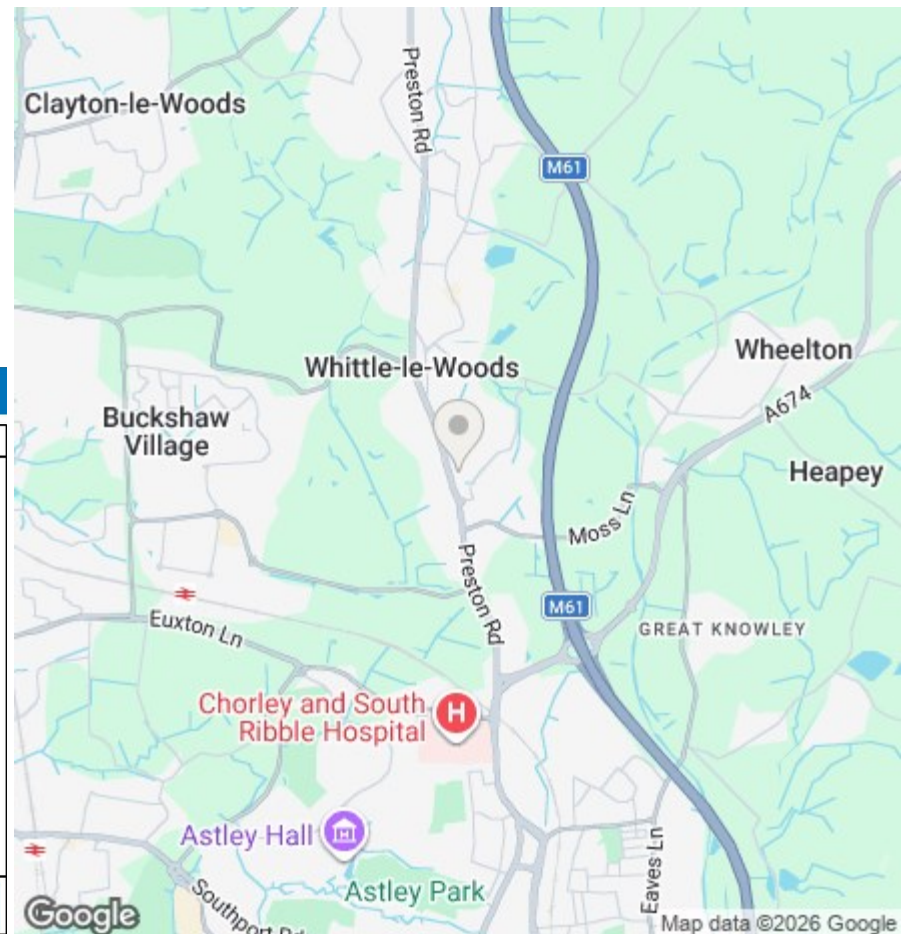 Clayton-le-Woods
Preston Rd
M61
Whittle-le-Woods
Wheelton
A674
Buckshaw
Village
Heapey
Moss Ln
Preston Rd
M61
Euxton Ln
GREAT KNOWLEY
Chorley and South
Ribble Hospital
H
Astley Hall
Eaves Ln
Astley Park
Southport Rd
Google
Map data ©2026 Google